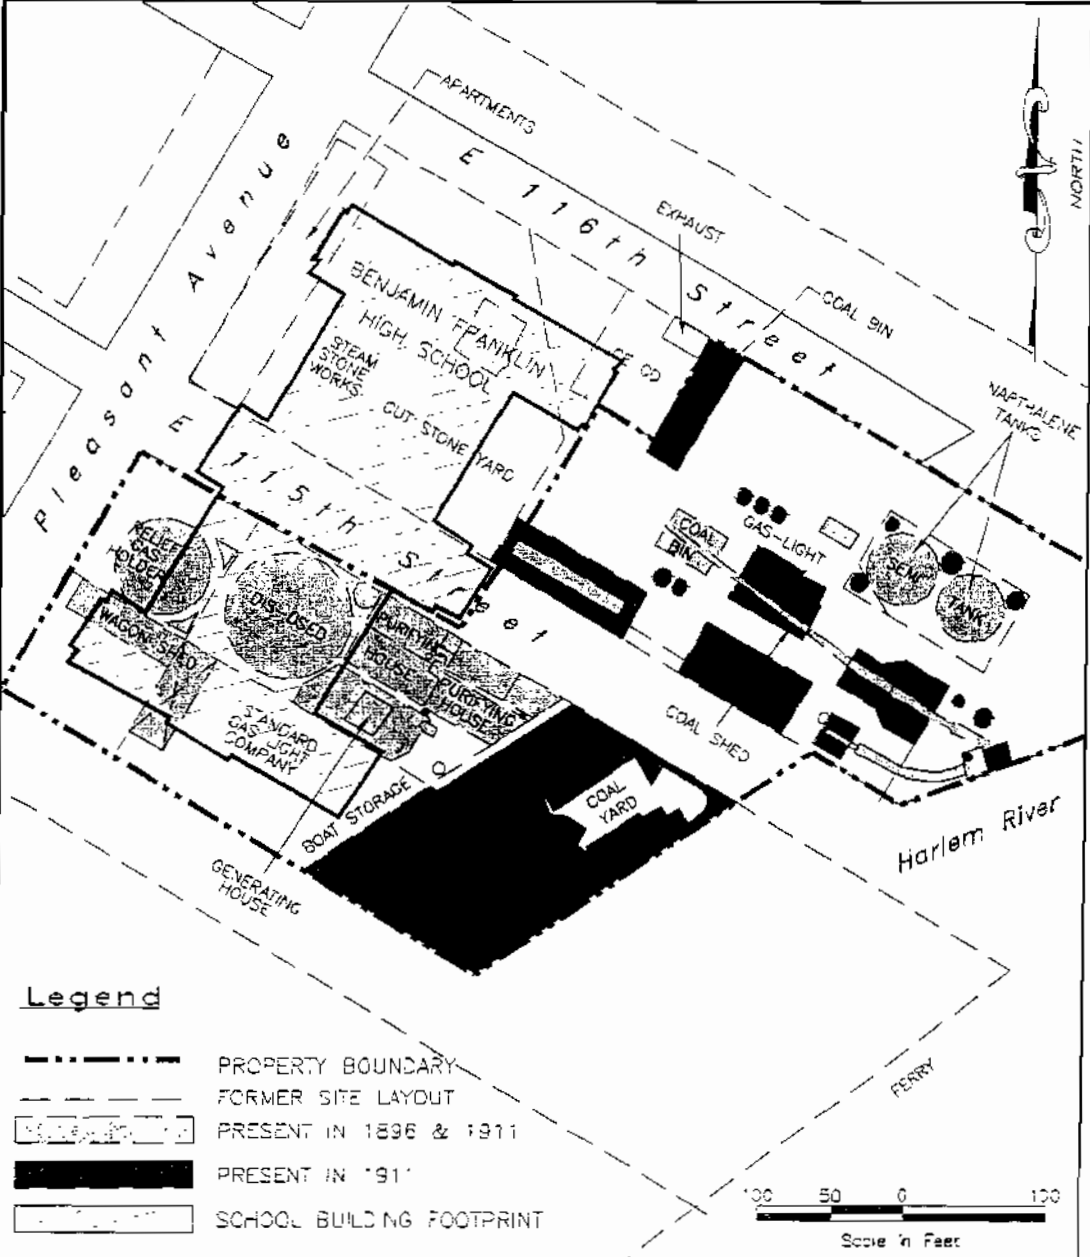 NORTH
APARTMENTS
E 116th Street
EXHAUST
COAL BIN
Pleasant Avenue
BENJAMIN FRANKLIN
HIGH SCHOOL
STEAM
STONE
WORKS
CUT STONE YARD
CO
NAPTHALENE
TANKS
E 115th Street
COAL
BIN
GAS-LIGHT
TANK
RELIEF
GAS
HOLDER
DISUSED
WAGON SHED
PURIFYING
HOUSE
PURIFYING
HOUSE
STANDARD
GAS LIGHT
COMPANY
COAL SHED
COAL
YARD
BOAT STORAGE
GENERATING
HOUSE
Harlem River
FERRY
Legend
PROPERTY BOUNDARY
FORMER SITE LAYOUT
PRESENT IN 1896 & 1911
PRESENT IN 1911
SCHOOL BUILDING FOOTPRINT
100 50 0 100
Scale in Feet